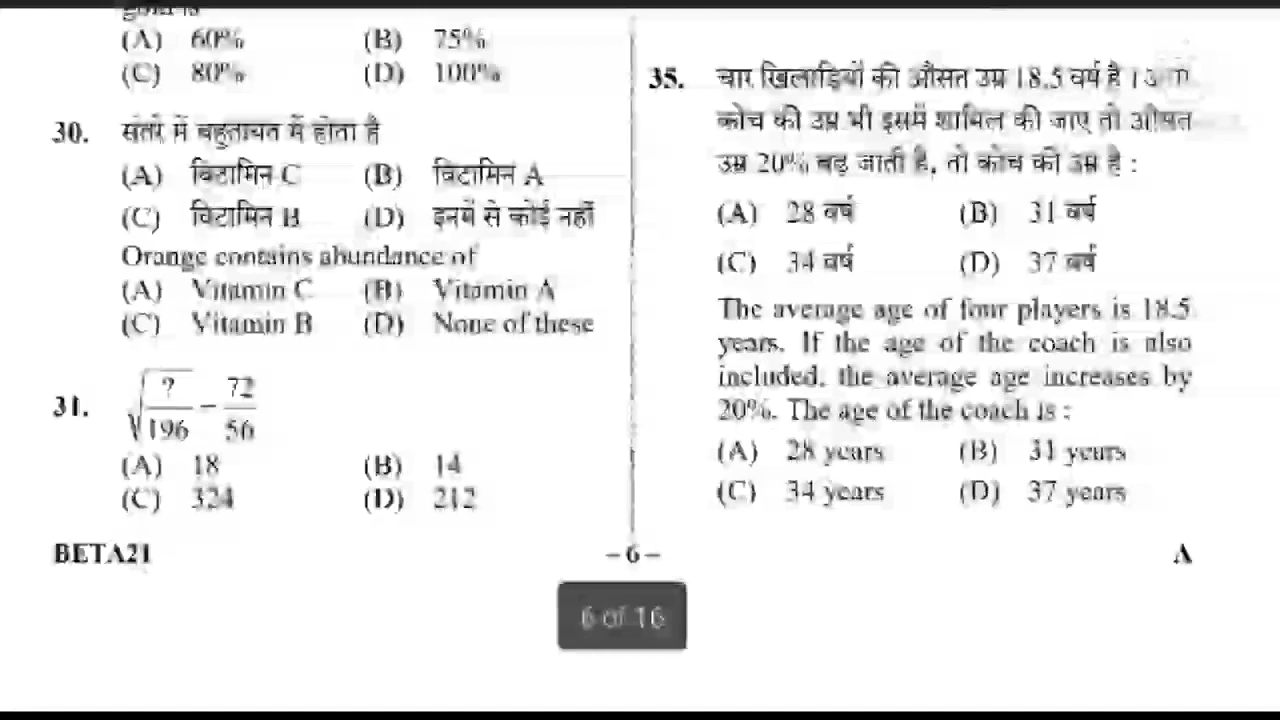 (A) 60% (B) 75%
(C) 80% (D) 100%
30. संतरे में बहुतायत में होता है
(A) विटामिन C (B) विटामिन A
(C) विटामिन B (D) इनमें से कोई नहीं
Orange contains abundance of
(A) Vitamin C (B) Vitamin A
(C) Vitamin B (D) None of these
31. √(?/196) = 72/56
(A) 18 (B) 14
(C) 324 (D) 212
35. चार खिलाड़ियों की औसत उम्र 18.5 वर्ष है ।
कोच की उम्र भी इसमें शामिल की जाए तो औसत
उम्र 20% बढ़ जाती है, तो कोच की उम्र है :
(A) 28 वर्ष (B) 31 वर्ष
(C) 34 वर्ष (D) 37 वर्ष
The average age of four players is 18.5
years. If the age of the coach is also
included, the average age increases by
20%. The age of the coach is :
(A) 28 years (B) 31 years
(C) 34 years (D) 37 years
BETA21 – 6 – A
6 of 16